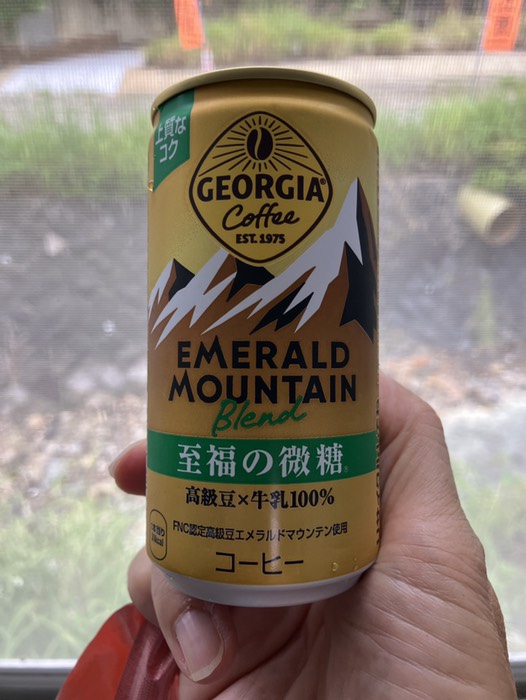 上質な
コク
GEORGIA®
Coffee
EST. 1975
EMERALD
MOUNTAIN
Blend
至福の微糖
高級豆×牛乳100%
FNC認定高級豆エメラルドマウンテン使用
コーヒー